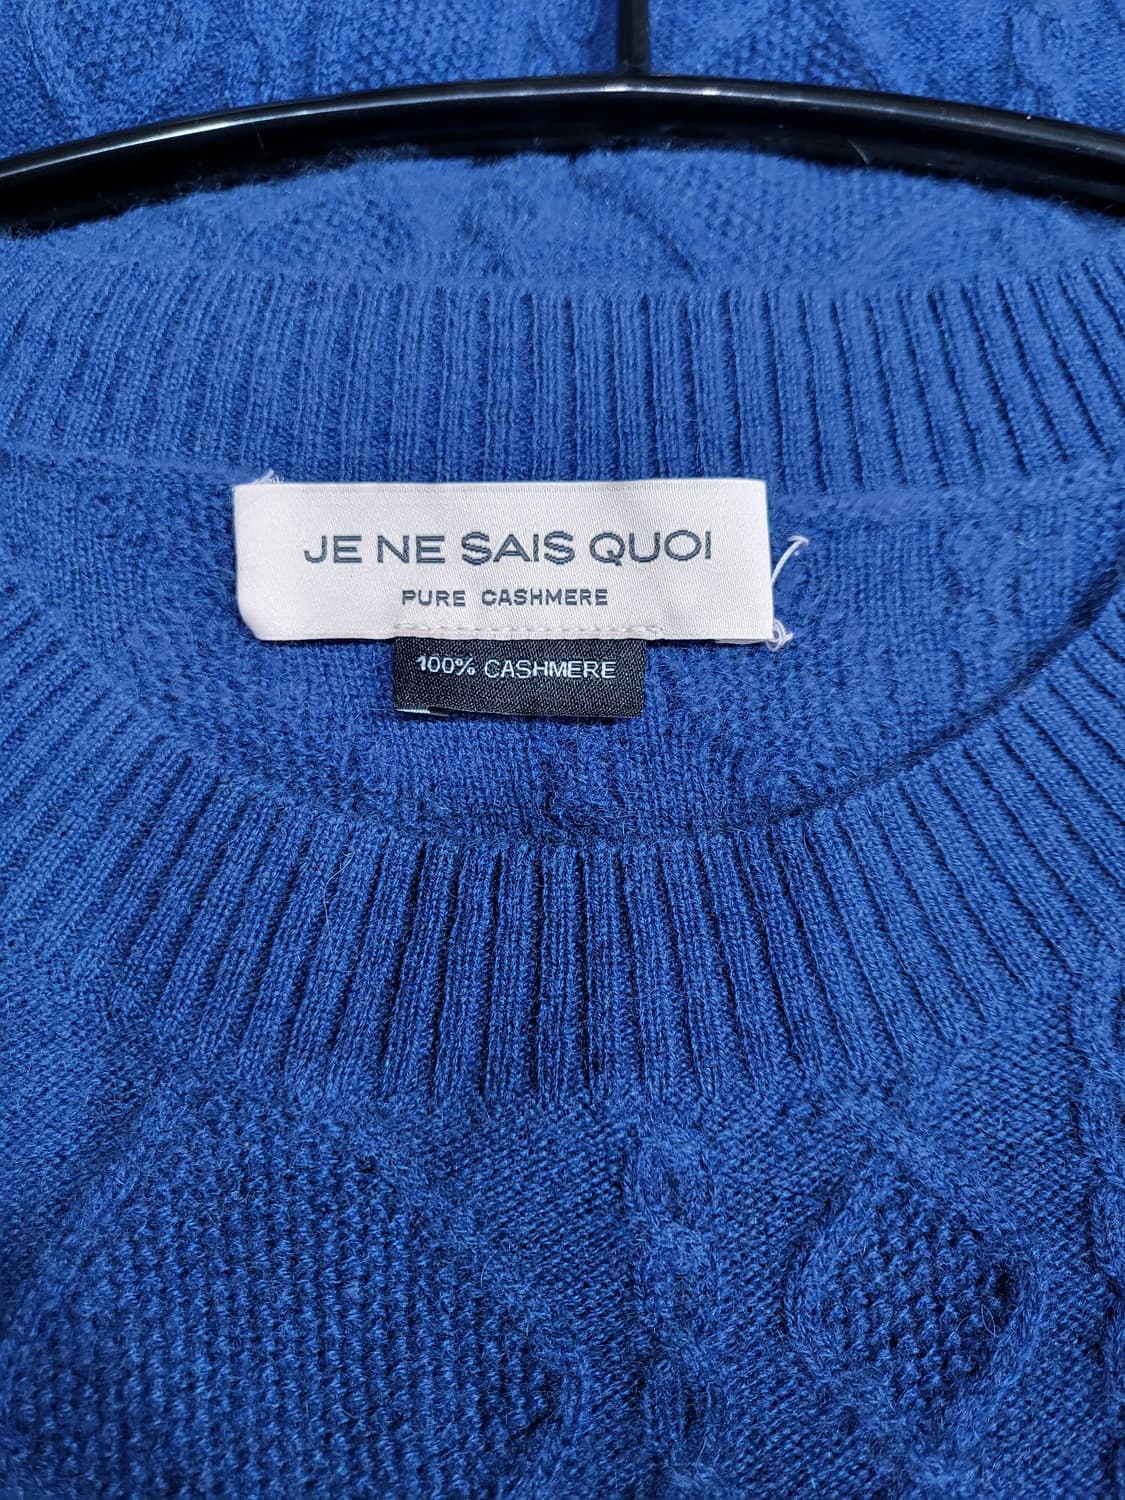 JE NE SAIS QUOI
PURE CASHMERE
100% CASHMERE